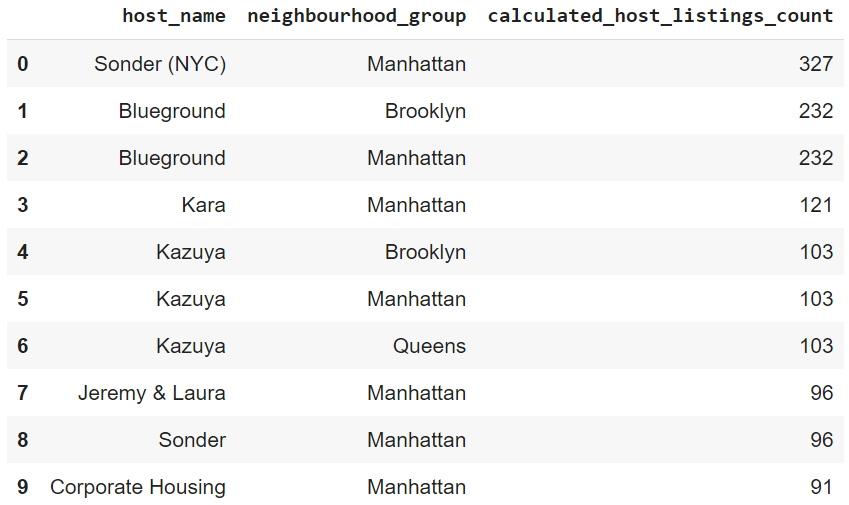 host_name neighbourhood_group calculated_host_listings_count
0 Sonder (NYC) Manhattan 327
1 Blueground Brooklyn 232
2 Blueground Manhattan 232
3 Kara Manhattan 121
4 Kazuya Brooklyn 103
5 Kazuya Manhattan 103
6 Kazuya Queens 103
7 Jeremy & Laura Manhattan 96
8 Sonder Manhattan 96
9 Corporate Housing Manhattan 91